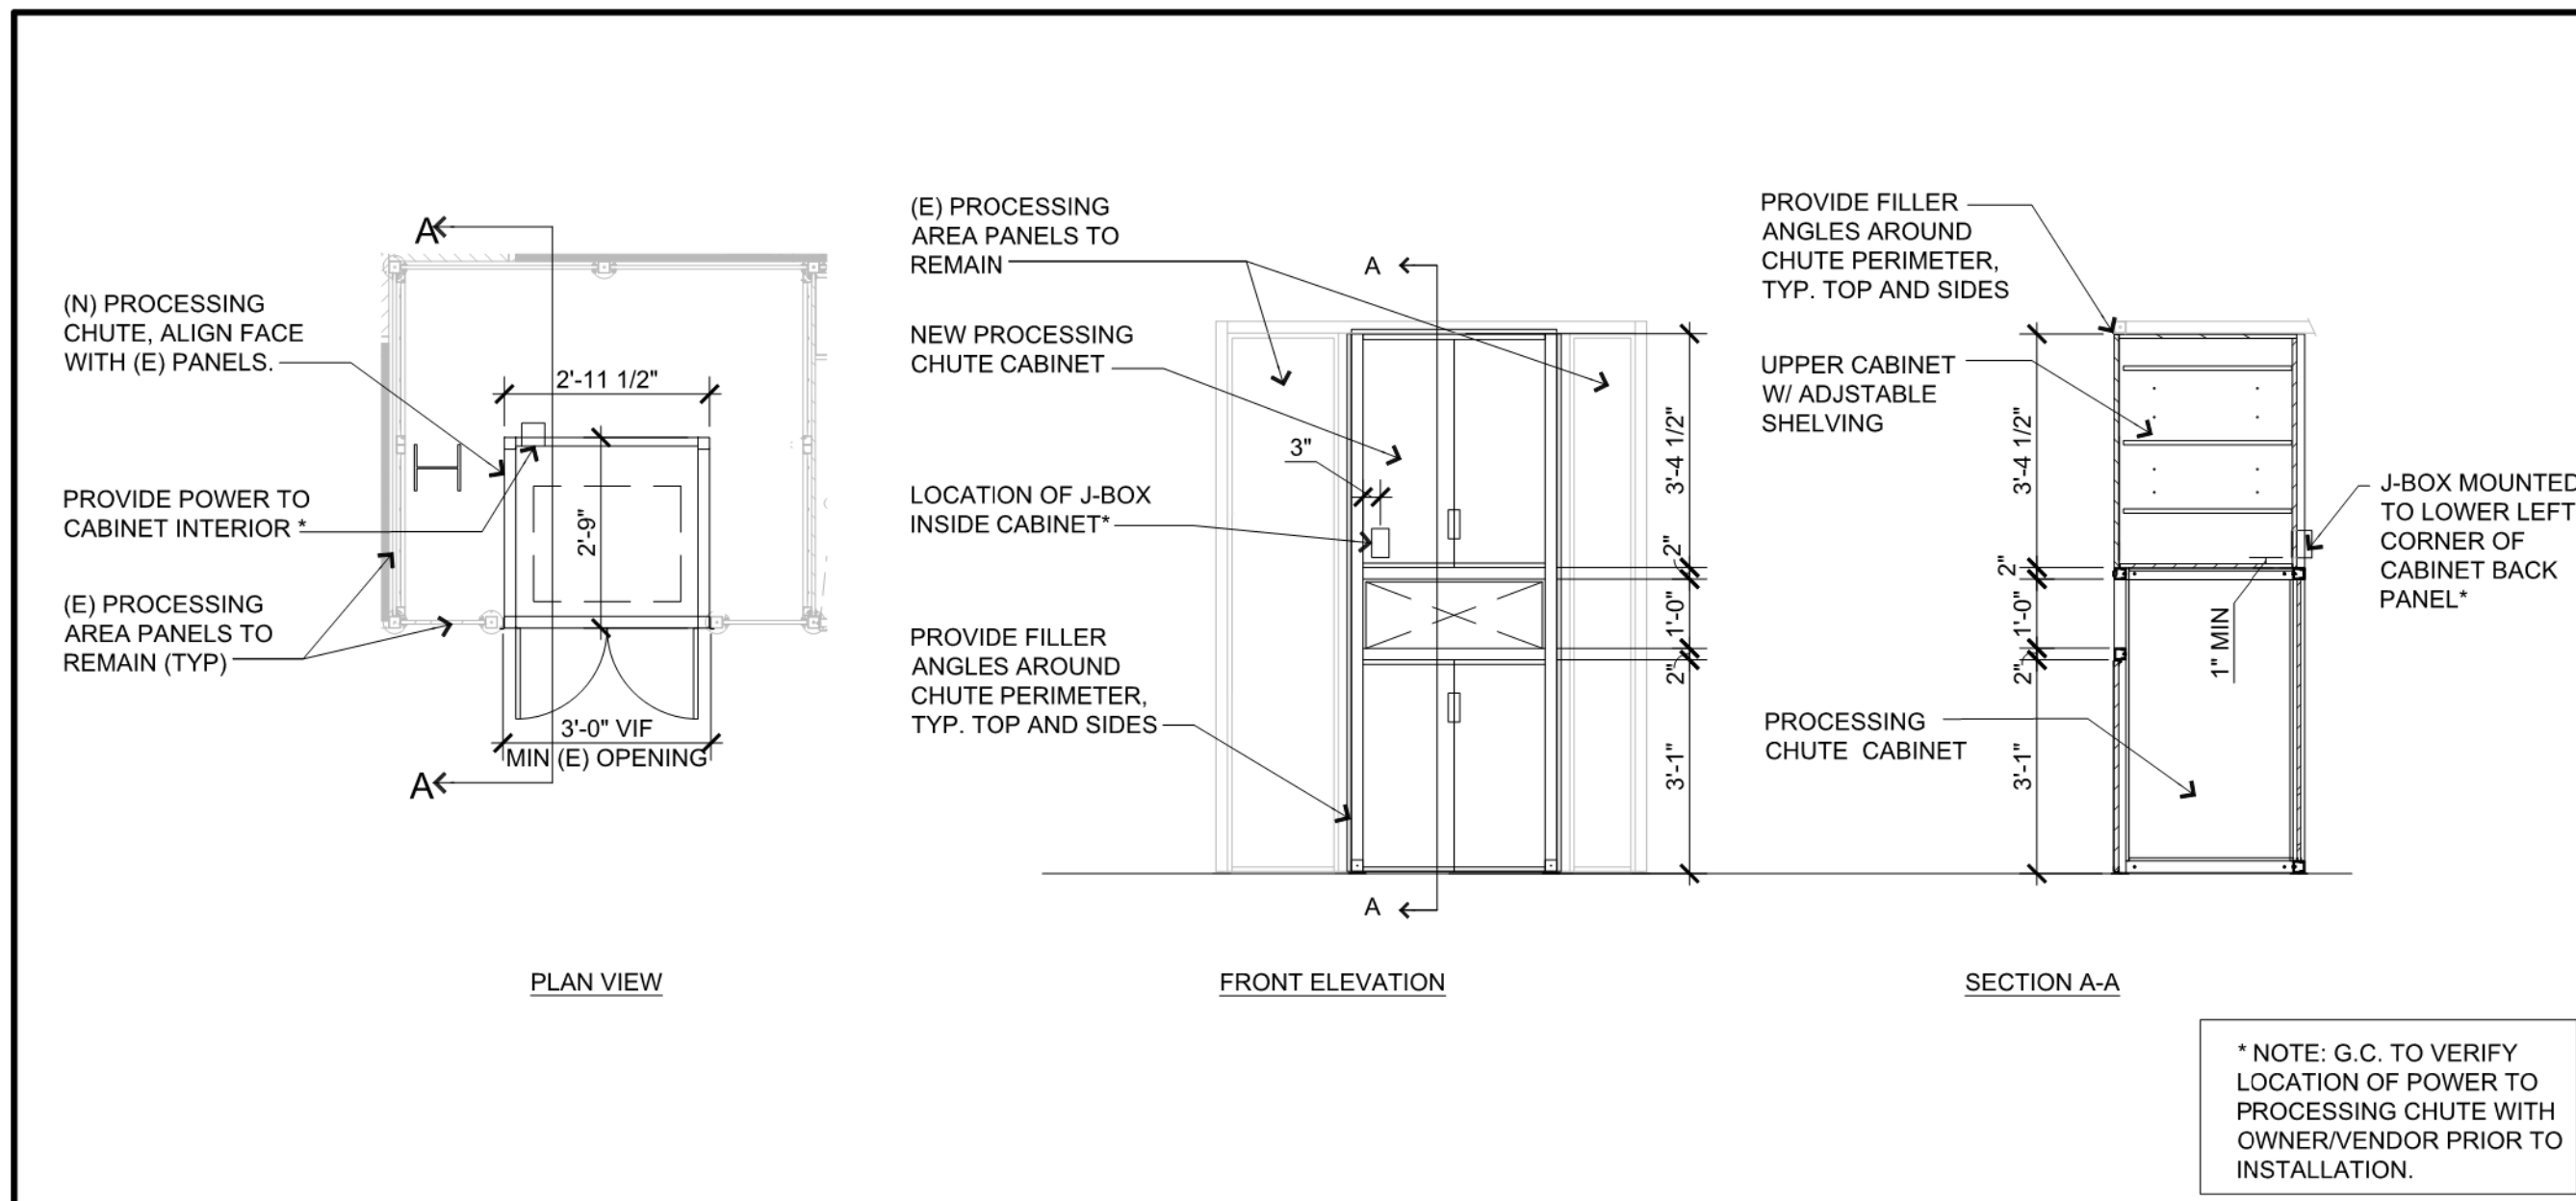 A
(N) PROCESSING
CHUTE, ALIGN FACE
WITH (E) PANELS.
2'-11 1/2"
PROVIDE POWER TO
CABINET INTERIOR *
2'-9"
(E) PROCESSING
AREA PANELS TO
REMAIN (TYP)
3'-0" VIF
MIN (E) OPENING
A
PLAN VIEW
(E) PROCESSING
AREA PANELS TO
REMAIN
A
NEW PROCESSING
CHUTE CABINET
3"
LOCATION OF J-BOX
INSIDE CABINET*
PROVIDE FILLER
ANGLES AROUND
CHUTE PERIMETER,
TYP. TOP AND SIDES
3'-4 1/2"
2"
1'-0"
2"
3'-1"
A
FRONT ELEVATION
PROVIDE FILLER
ANGLES AROUND
CHUTE PERIMETER,
TYP. TOP AND SIDES
UPPER CABINET
W/ ADJSTABLE
SHELVING
3'-4 1/2"
2"
1'-0"
2"
3'-1"
J-BOX MOUNTED
TO LOWER LEFT
CORNER OF
CABINET BACK
PANEL*
1" MIN
PROCESSING
CHUTE CABINET
SECTION A-A
* NOTE: G.C. TO VERIFY
LOCATION OF POWER TO
PROCESSING CHUTE WITH
OWNER/VENDOR PRIOR TO
INSTALLATION.